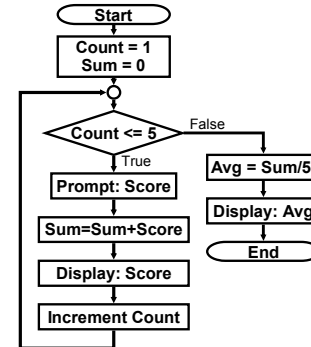 Start
Count = 1
Sum = 0
Count <= 5
False
True
Prompt: Score
Sum=Sum+Score
Display: Score
Increment Count
Avg = Sum/5
Display: Avg
End